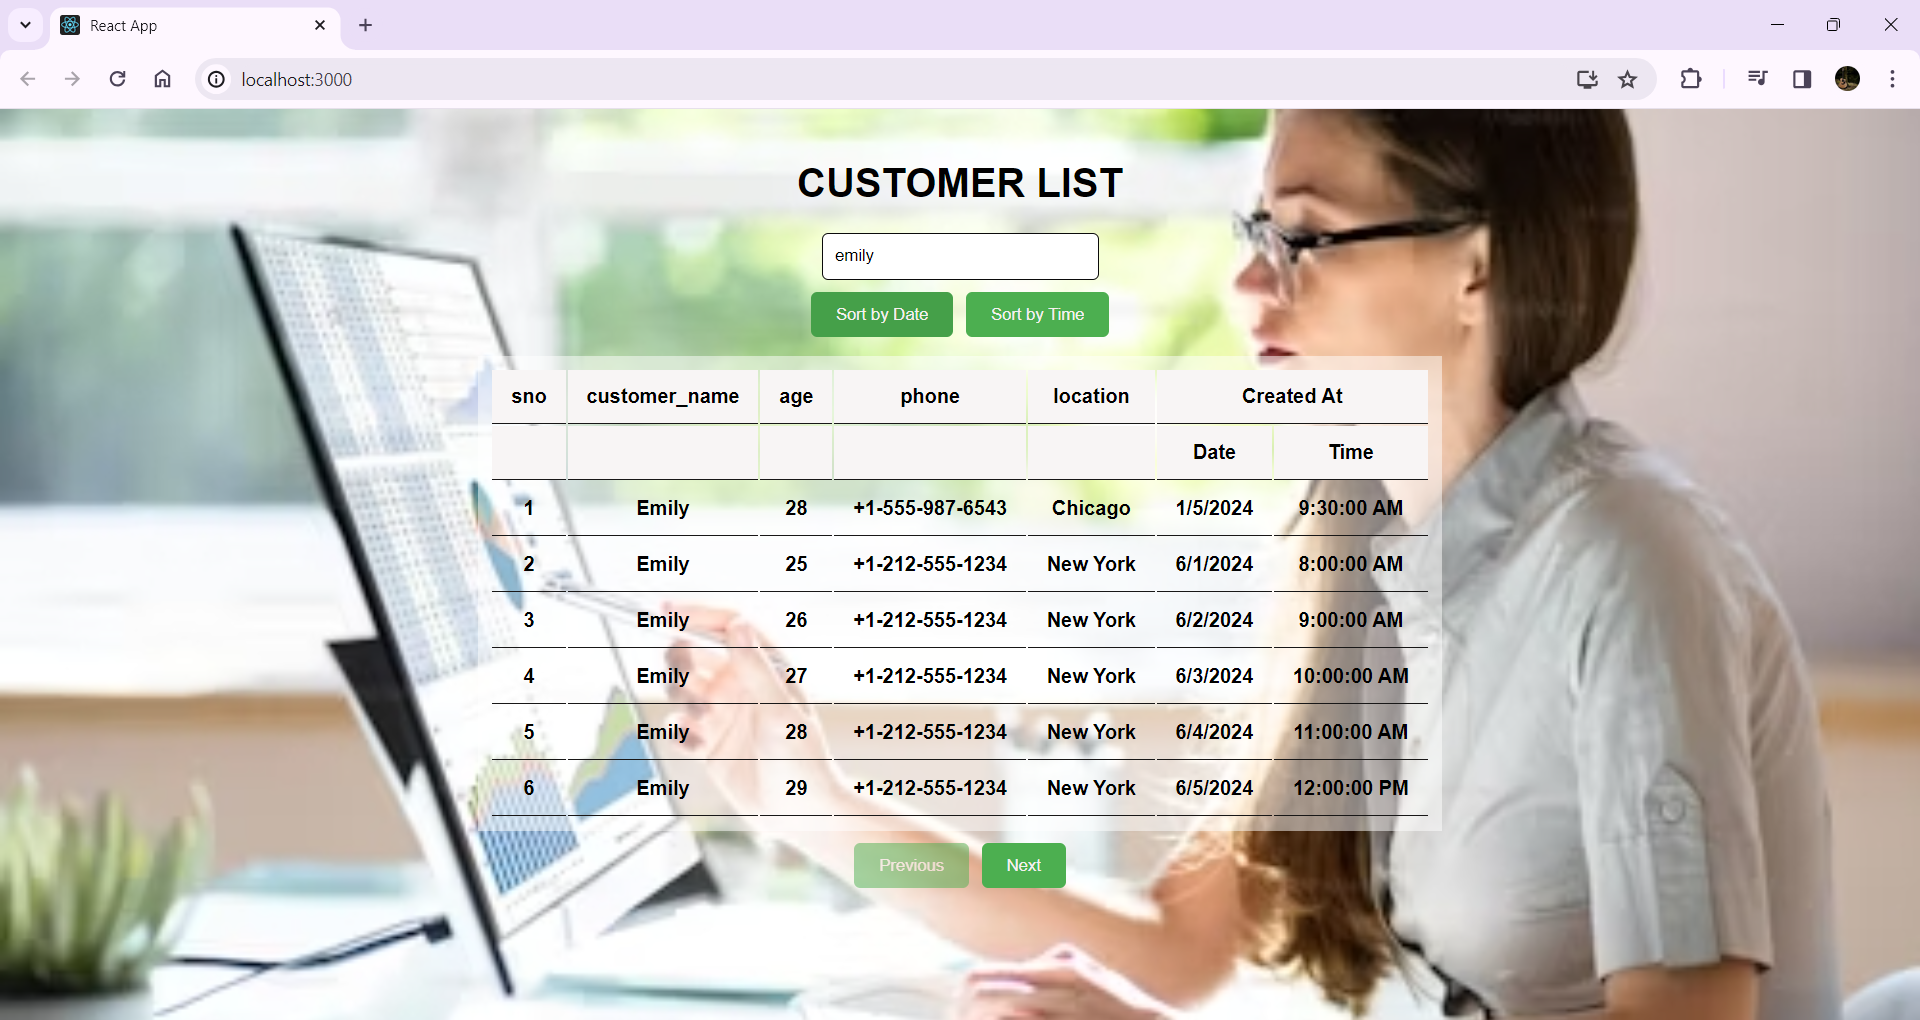 React App
localhost:3000
CUSTOMER LIST
emily
Sort by Date Sort by Time
sno customer_name age phone location Created At
Date Time
1 Emily 28 +1-555-987-6543 Chicago 1/5/2024 9:30:00 AM
2 Emily 25 +1-212-555-1234 New York 6/1/2024 8:00:00 AM
3 Emily 26 +1-212-555-1234 New York 6/2/2024 9:00:00 AM
4 Emily 27 +1-212-555-1234 New York 6/3/2024 10:00:00 AM
5 Emily 28 +1-212-555-1234 New York 6/4/2024 11:00:00 AM
6 Emily 29 +1-212-555-1234 New York 6/5/2024 12:00:00 PM
Previous Next